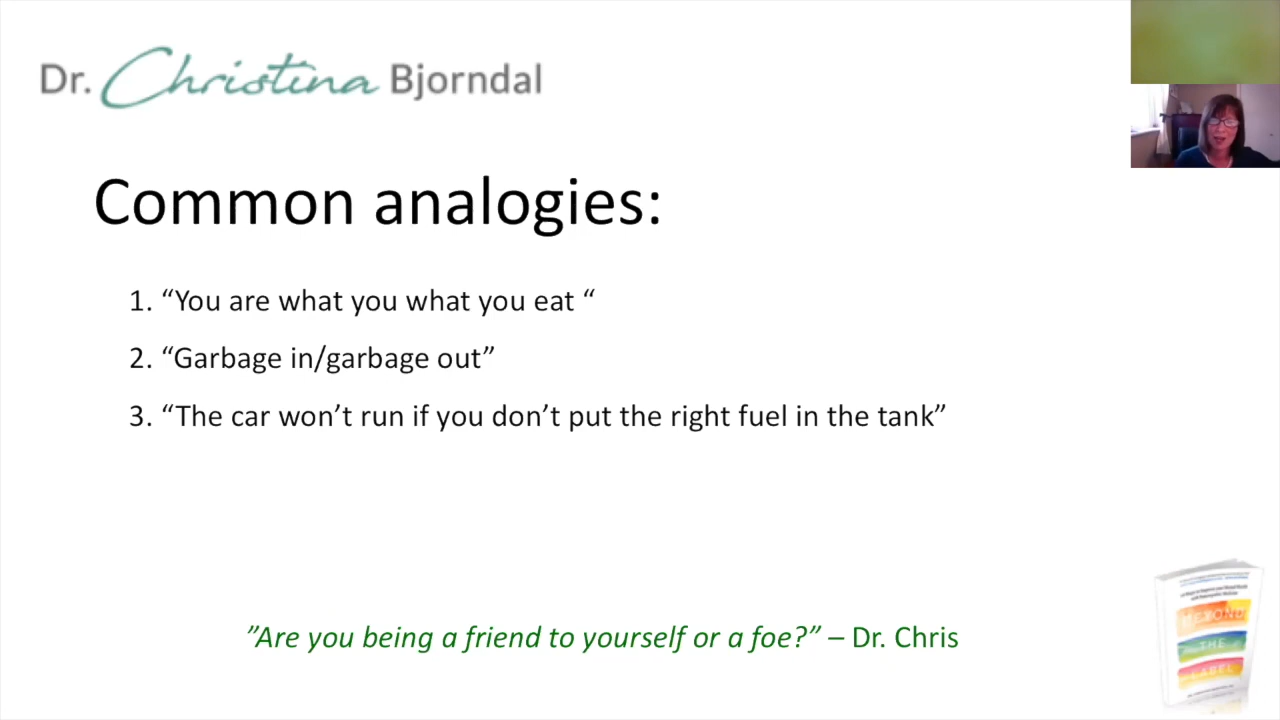 Dr. Christina Bjorndal
Common analogies:
1. “You are what you what you eat “
2. “Garbage in/garbage out”
3. “The car won’t run if you don’t put the right fuel in the tank”
”Are you being a friend to yourself or a foe?” – Dr. Chris
BEYOND
THE
LABEL